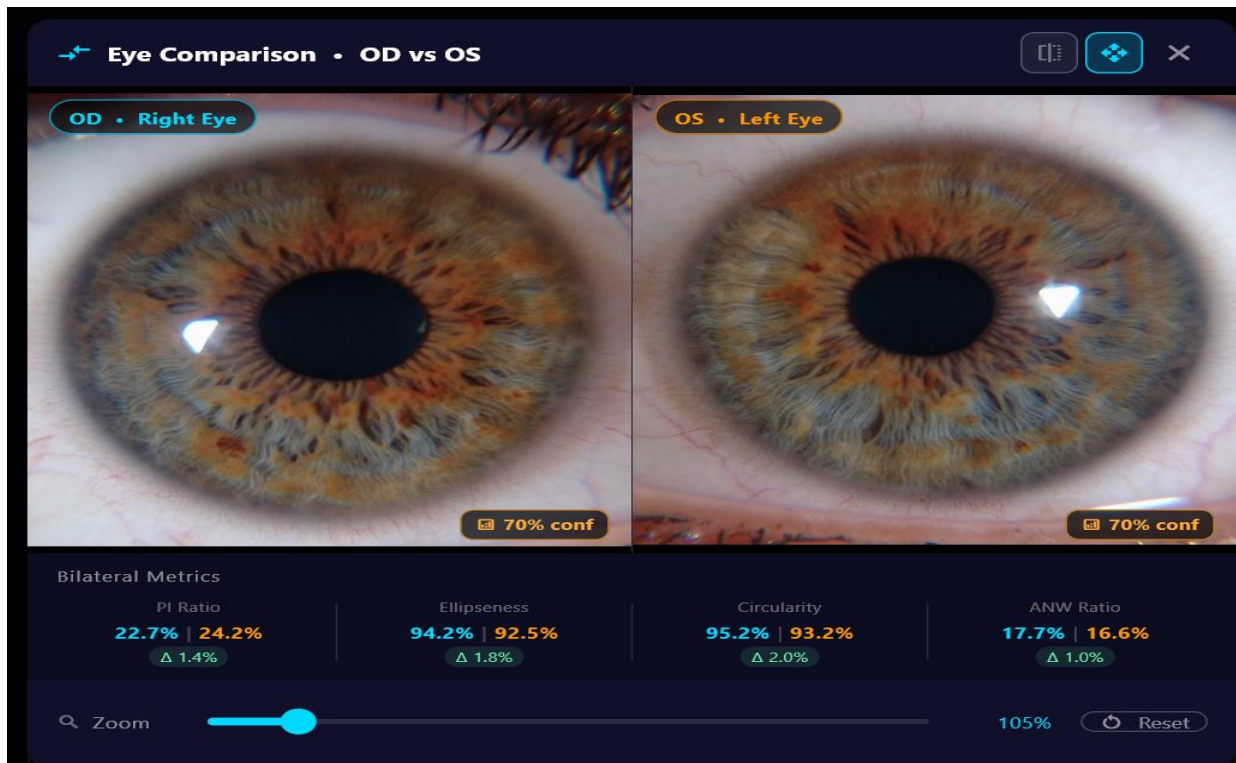 Eye Comparison • OD vs OS
OD • Right Eye
OS • Left Eye
70% conf
70% conf
Bilateral Metrics
PI Ratio
22.7% | 24.2%
Δ 1.4%
Ellipseness
94.2% | 92.5%
Δ 1.8%
Circularity
95.2% | 93.2%
Δ 2.0%
ANW Ratio
17.7% | 16.6%
Δ 1.0%
Zoom
105%
Reset